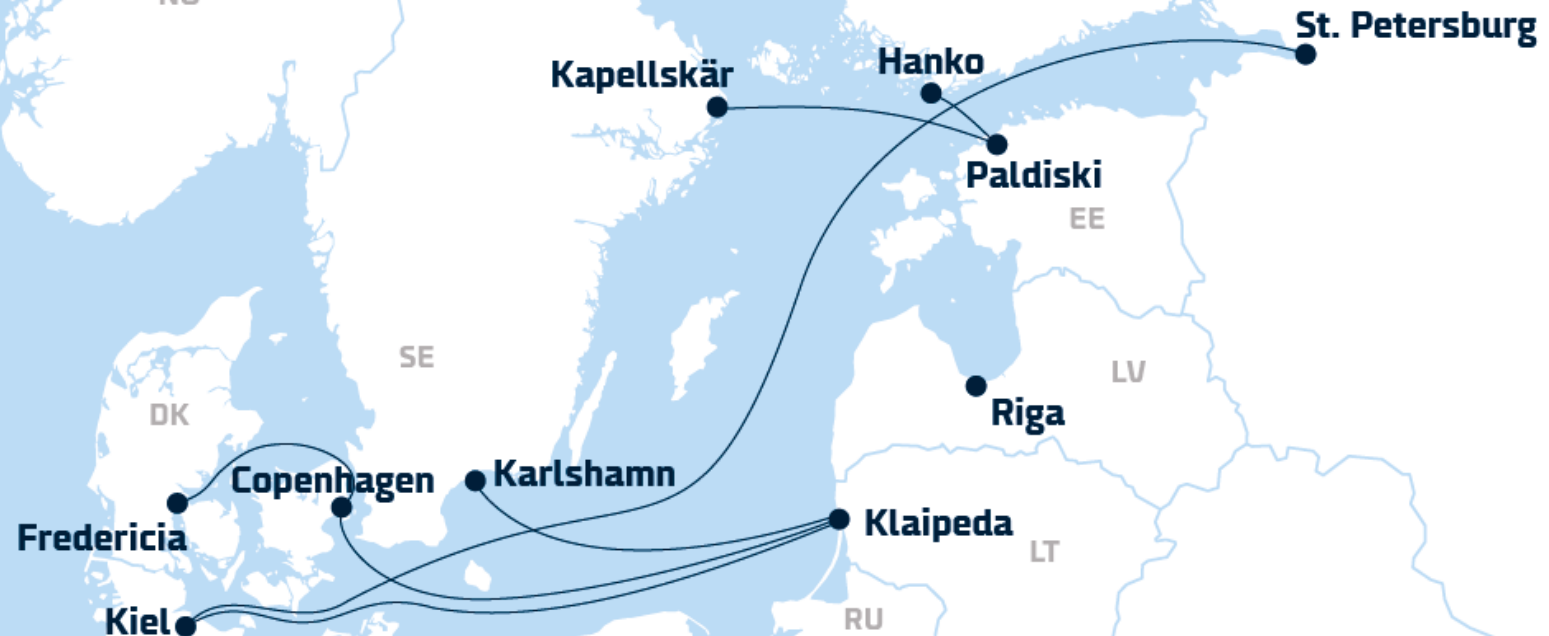 St. Petersburg
Hanko
Kapellskär
Paldiski
EE
SE
LV
DK
Riga
Karlshamn
Copenhagen
Klaipeda
Fredericia
LT
RU
Kiel